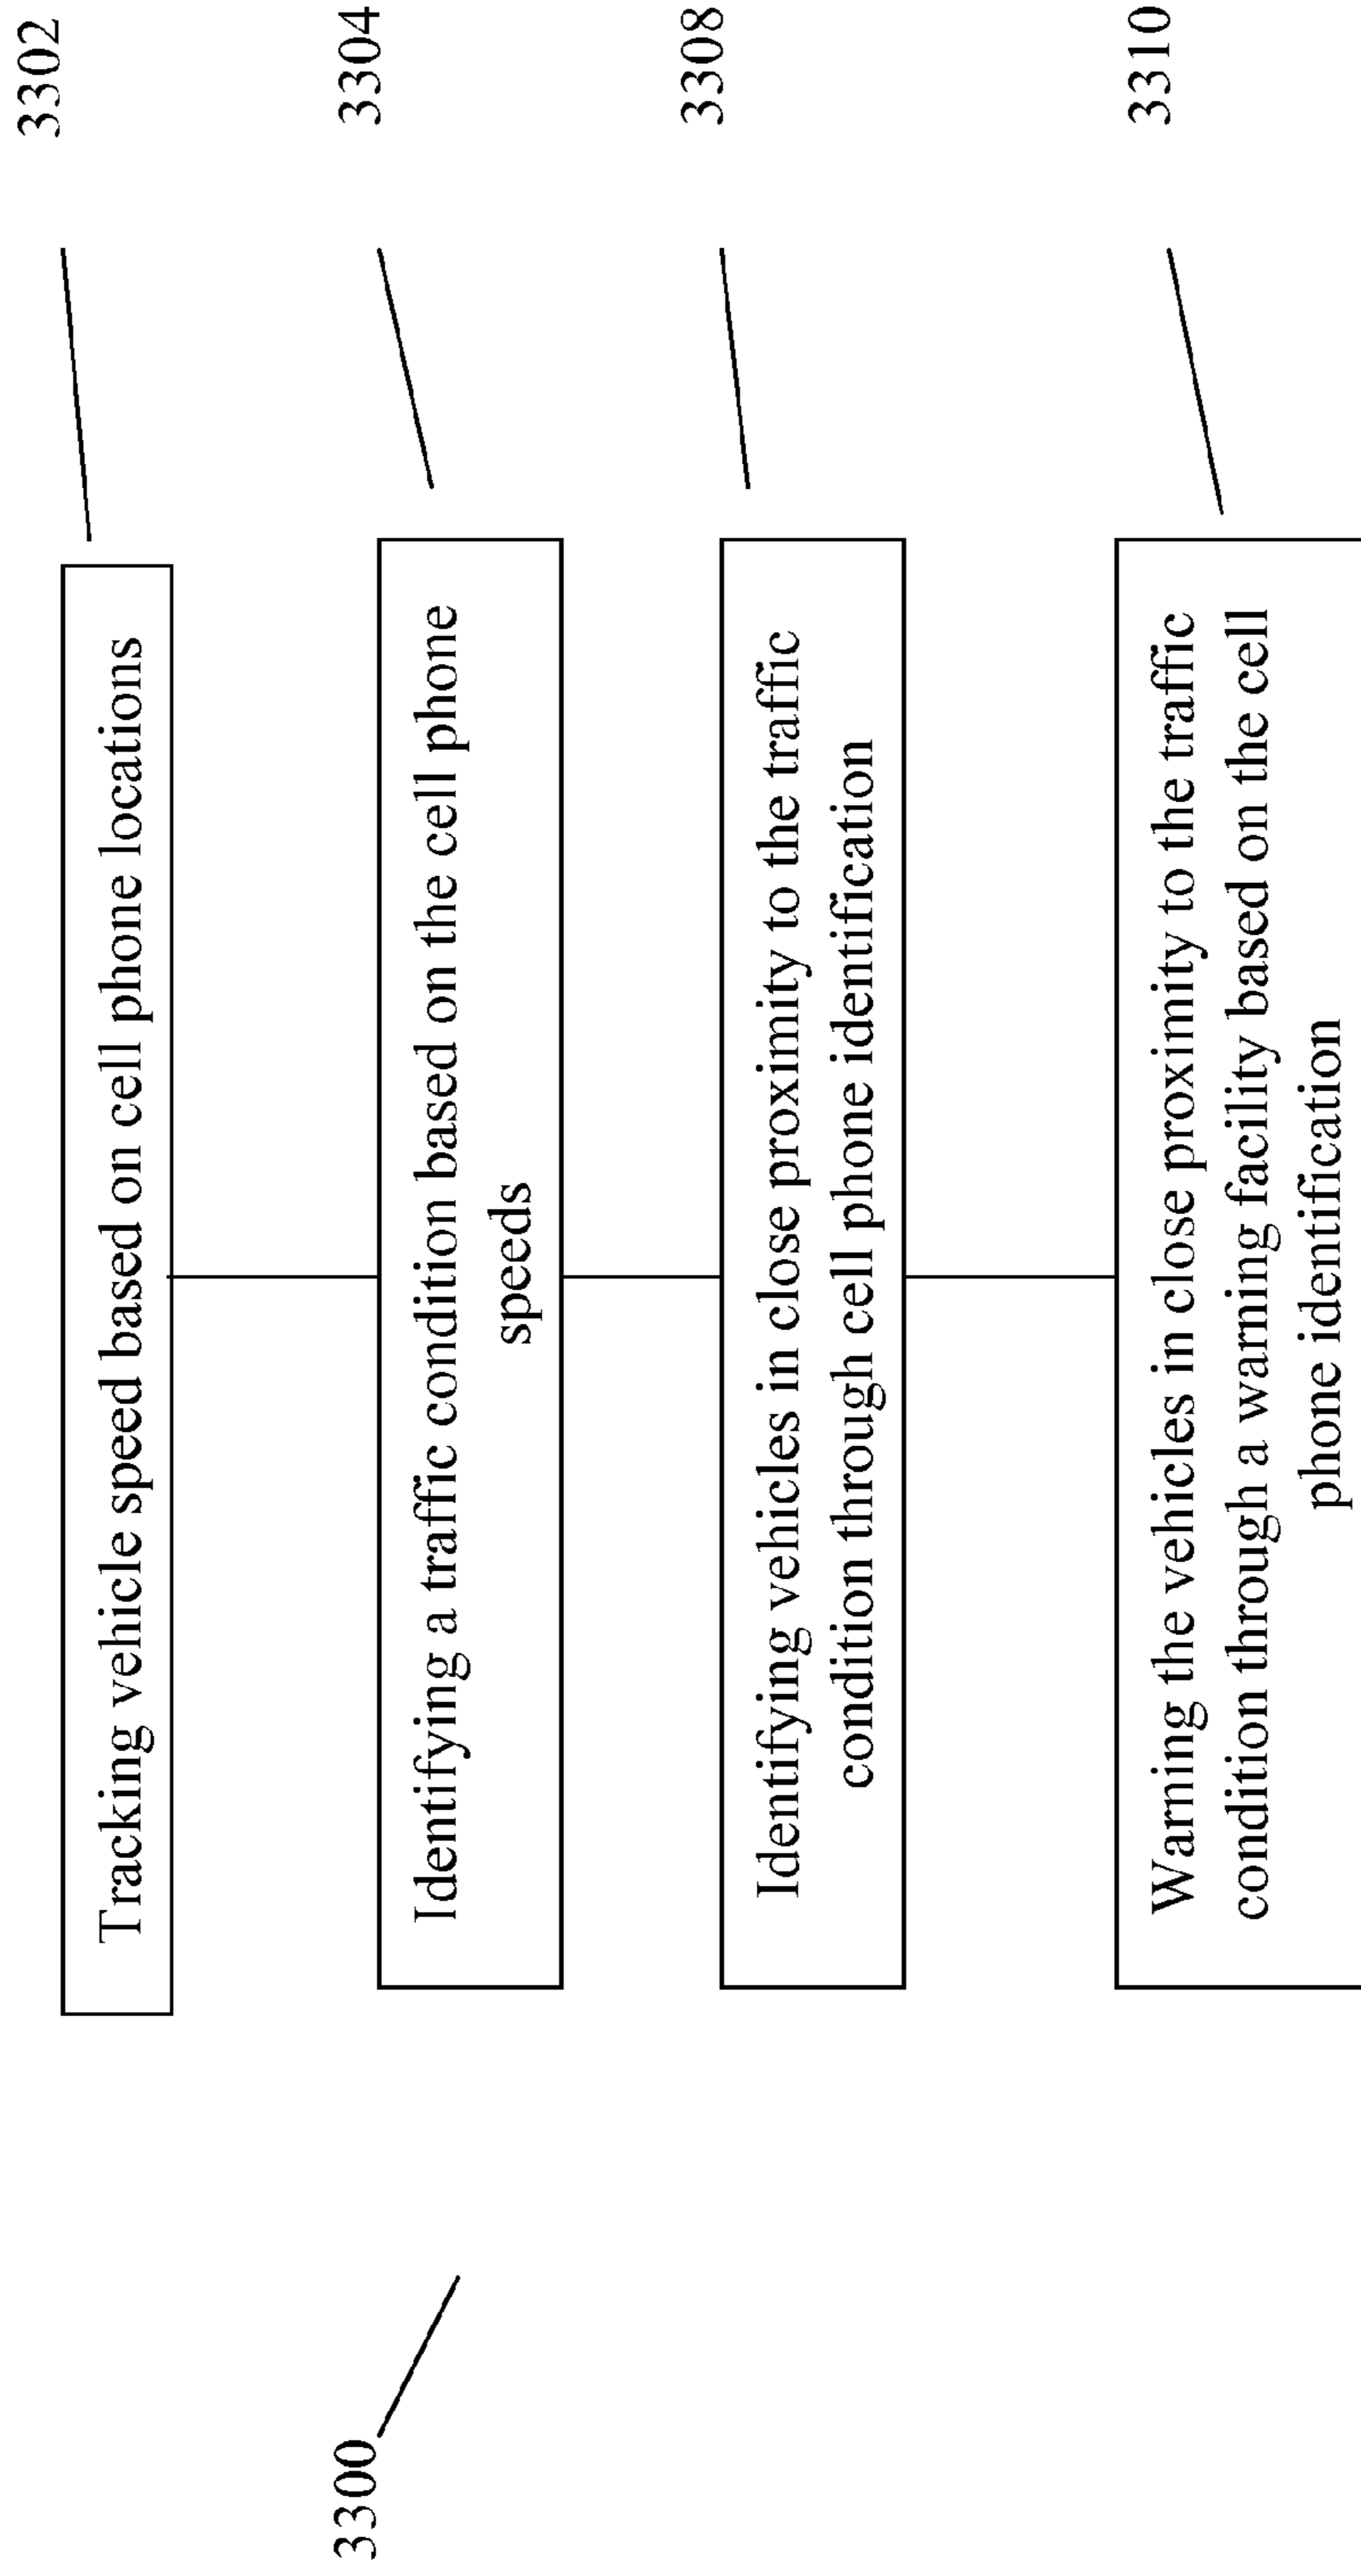 3302
Tracking vehicle speed based on cell phone locations
3304
3300
Identifying a traffic condition based on the cell phone
speeds
3308
Identifying vehicles in close proximity to the traffic
condition through cell phone identification
3310
Warning the vehicles in close proximity to the traffic
condition through a warning facility based on the cell
phone identification